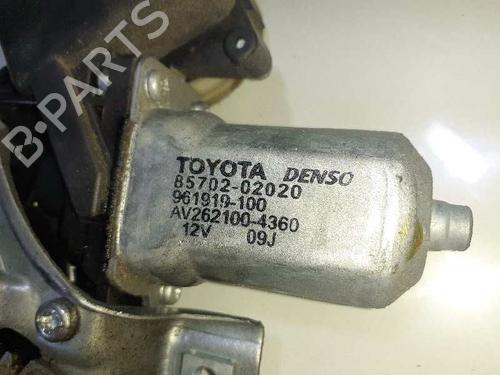 B-PARTS
TOYOTA DENSO
85702-02020
961919-100
AV262100-4360
12V 09J